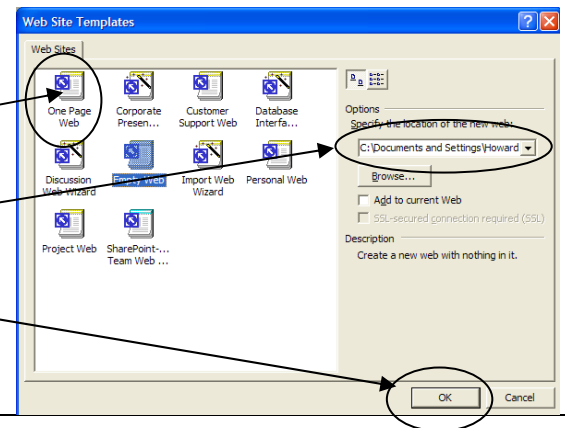 Web Site Templates
Web Sites
One Page Web
Corporate Presen...
Customer Support Web
Database Interfa...
Discussion Web Wizard
Empty Web
Import Web Wizard
Personal Web
Project Web
SharePoint-... Team Web ...
Options
Specify the location of the new web:
C:\Documents and Settings\Howard
Browse...
Add to current Web
SSL-secured connection required (SSL)
Description
Create a new web with nothing in it.
OK
Cancel